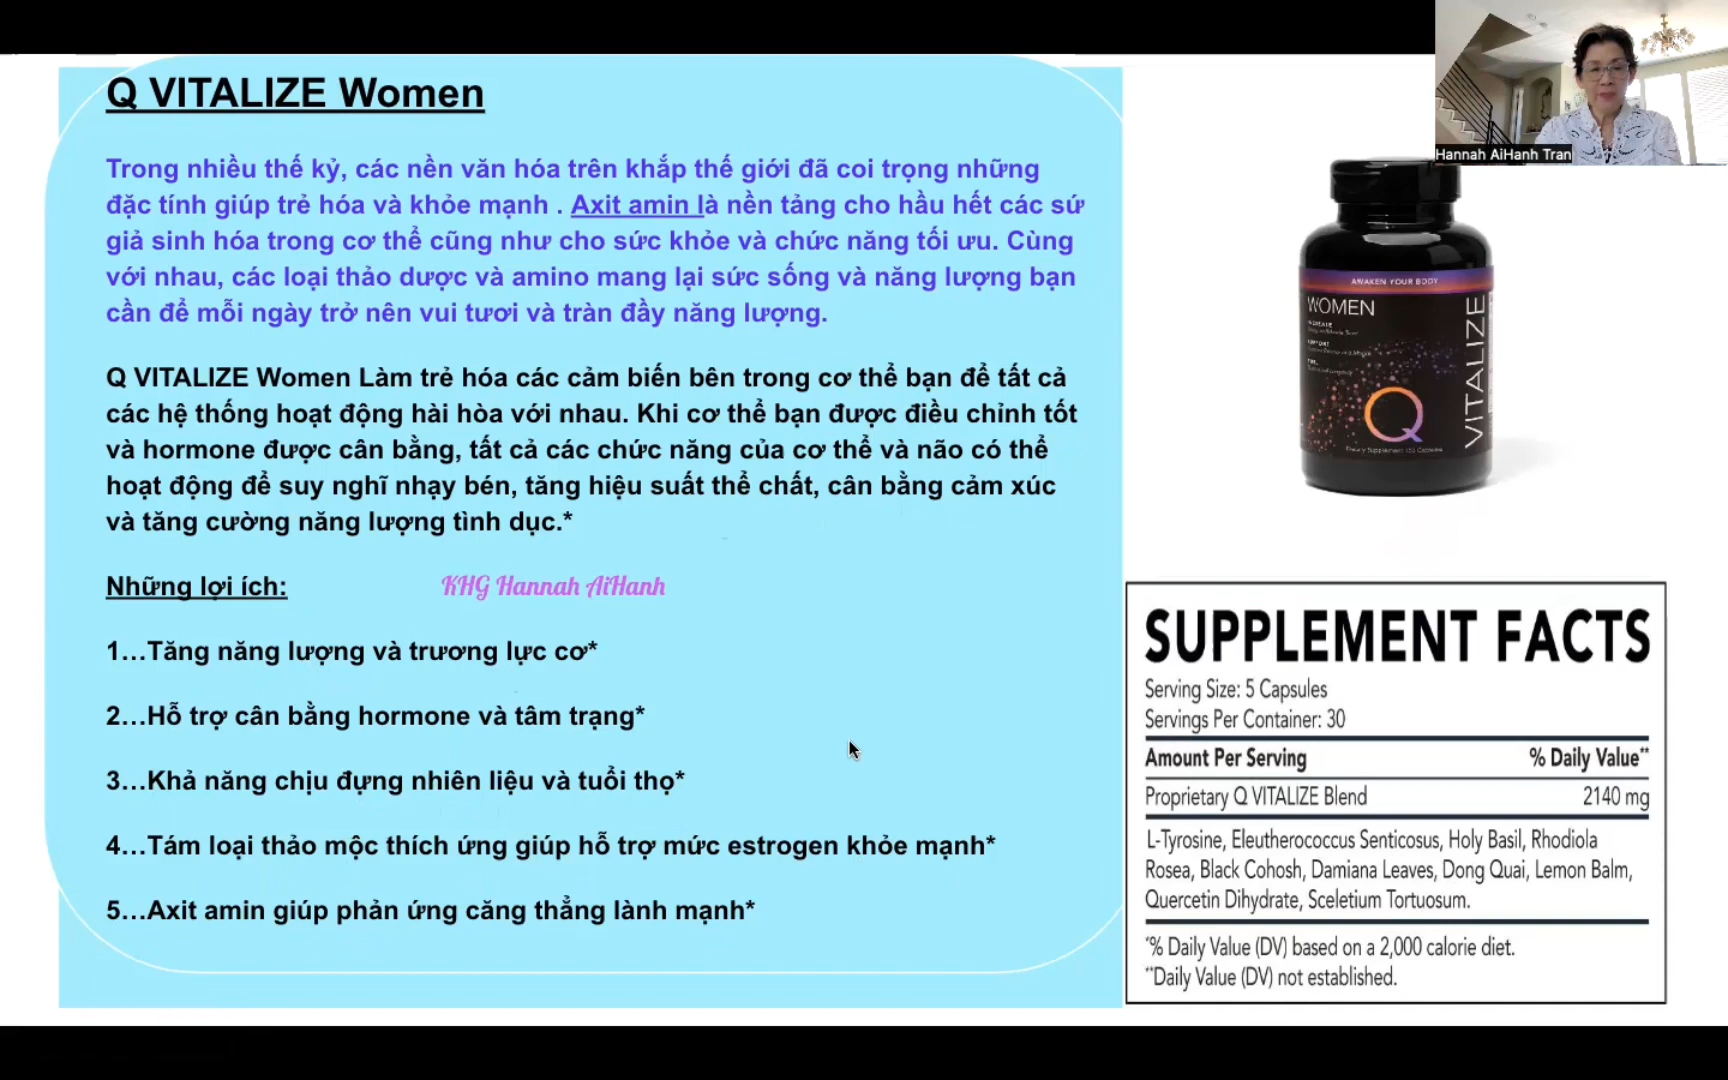 Q VITALIZE Women
Trong nhiều thế kỷ, các nền văn hóa trên khắp thế giới đã coi trọng những
đặc tính giúp trẻ hóa và khỏe mạnh . Axit amin là nền tảng cho hầu hết các sứ
giả sinh hóa trong cơ thể cũng như cho sức khỏe và chức năng tối ưu. Cùng
với nhau, các loại thảo dược và amino mang lại sức sống và năng lượng bạn
cần để mỗi ngày trở nên vui tươi và tràn đầy năng lượng.
Q VITALIZE Women Làm trẻ hóa các cảm biến bên trong cơ thể bạn để tất cả
các hệ thống hoạt động hài hòa với nhau. Khi cơ thể bạn được điều chỉnh tốt
và hormone được cân bằng, tất cả các chức năng của cơ thể và não có thể
hoạt động để suy nghĩ nhạy bén, tăng hiệu suất thể chất, cân bằng cảm xúc
và tăng cường năng lượng tình dục.*
Những lợi ích:
KHG Hannah AiHanh
1...Tăng năng lượng và trương lực cơ*
2...Hỗ trợ cân bằng hormone và tâm trạng*
3...Khả năng chịu đựng nhiên liệu và tuổi thọ*
4...Tám loại thảo mộc thích ứng giúp hỗ trợ mức estrogen khỏe mạnh*
5...Axit amin giúp phản ứng căng thẳng lành mạnh*
Hannah AiHanh Tran
AWAKEN YOUR BODY
WOMEN
VITALIZE
Q
SUPPLEMENT FACTS
Serving Size: 5 Capsules
Servings Per Container: 30
Amount Per Serving % Daily Value**
Proprietary Q VITALIZE Blend 2140 mg
L-Tyrosine, Eleutherococcus Senticosus, Holy Basil, Rhodiola
Rosea, Black Cohosh, Damiana Leaves, Dong Quai, Lemon Balm,
Quercetin Dihydrate, Sceletium Tortuosum.
*% Daily Value (DV) based on a 2,000 calorie diet.
**Daily Value (DV) not established.